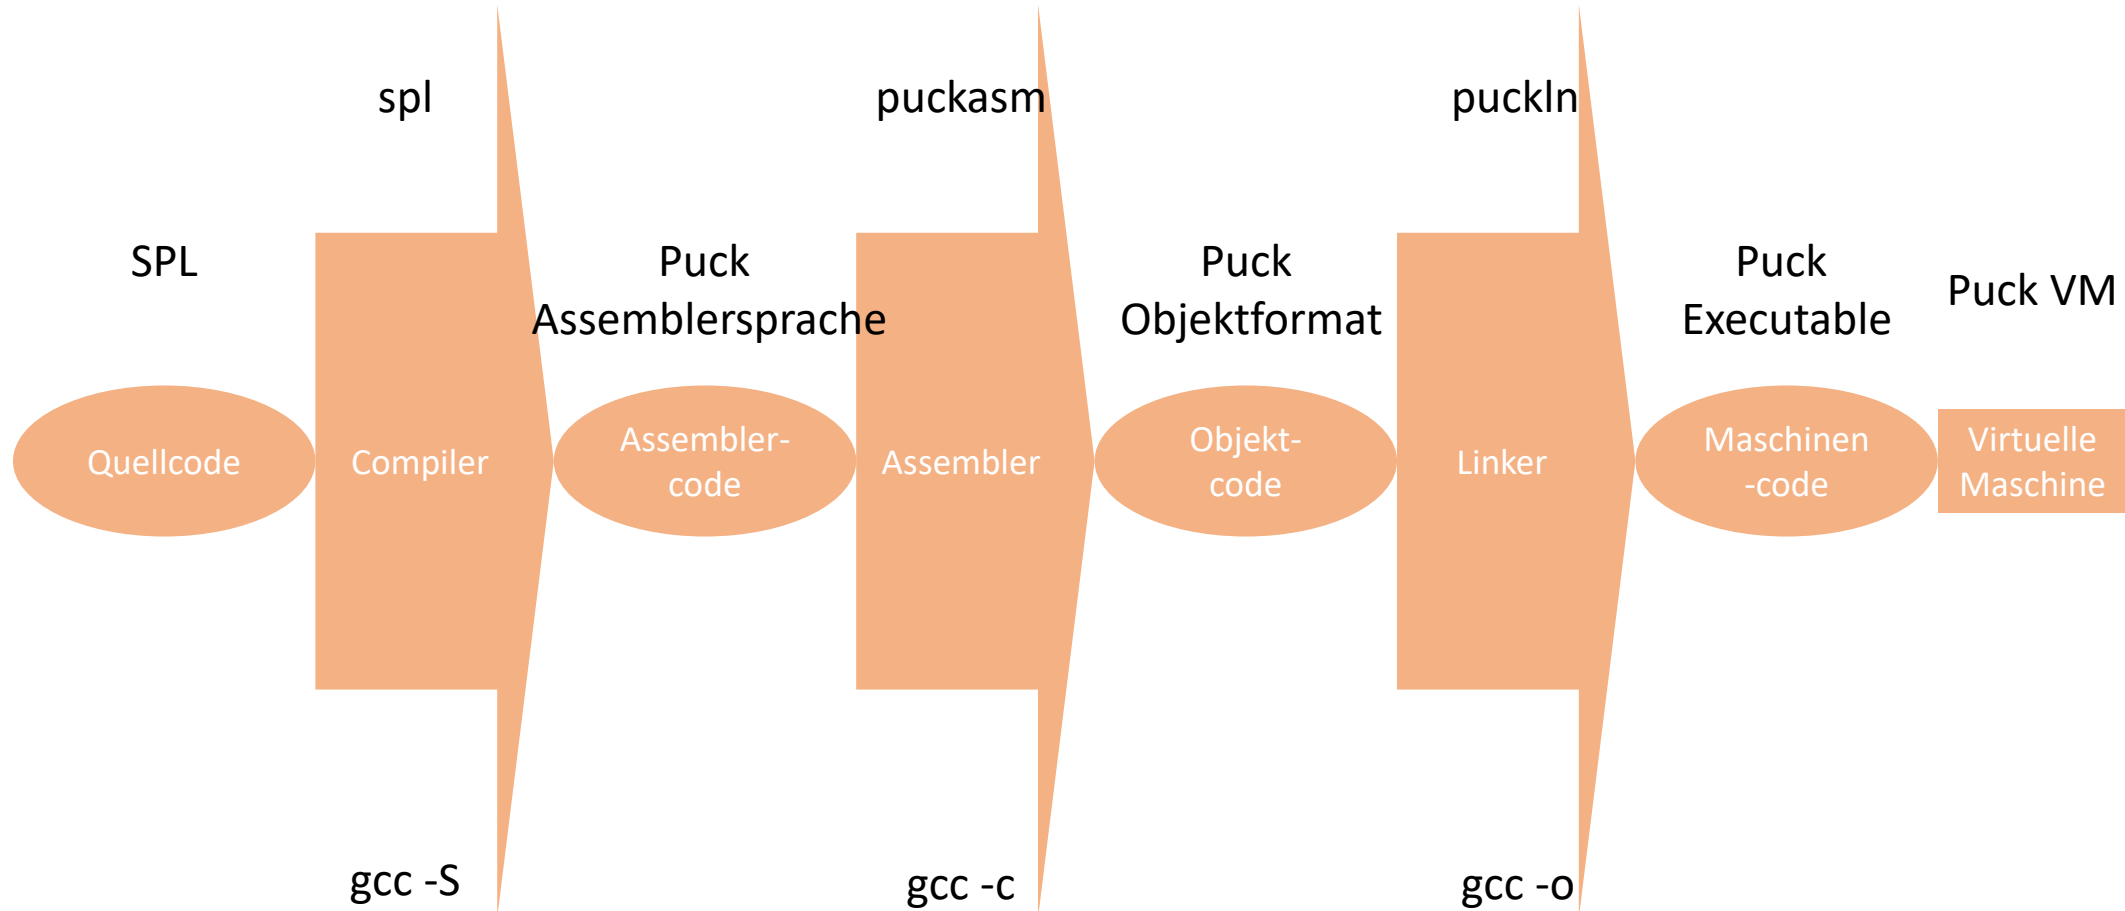 spl
puckasm
puckln
SPL
Puck
Assemblersprache
Puck
Objektformat
Puck
Executable
Puck VM
Quellcode
Compiler
Assembler-
code
Assembler
Objekt-
code
Linker
Maschinen
-code
Virtuelle
Maschine
gcc -S
gcc -c
gcc -o